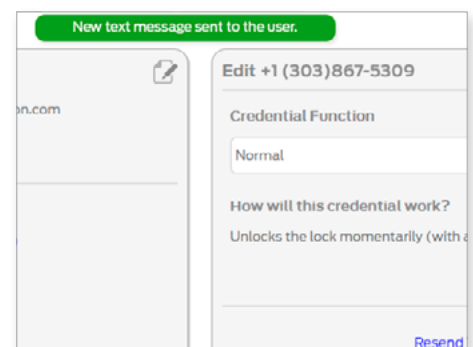 New text message sent to the user.
Edit +1 (303)867-5309
on.com
Credential Function
Normal
How will this credential work?
Unlocks the lock momentarily (with a
Resend